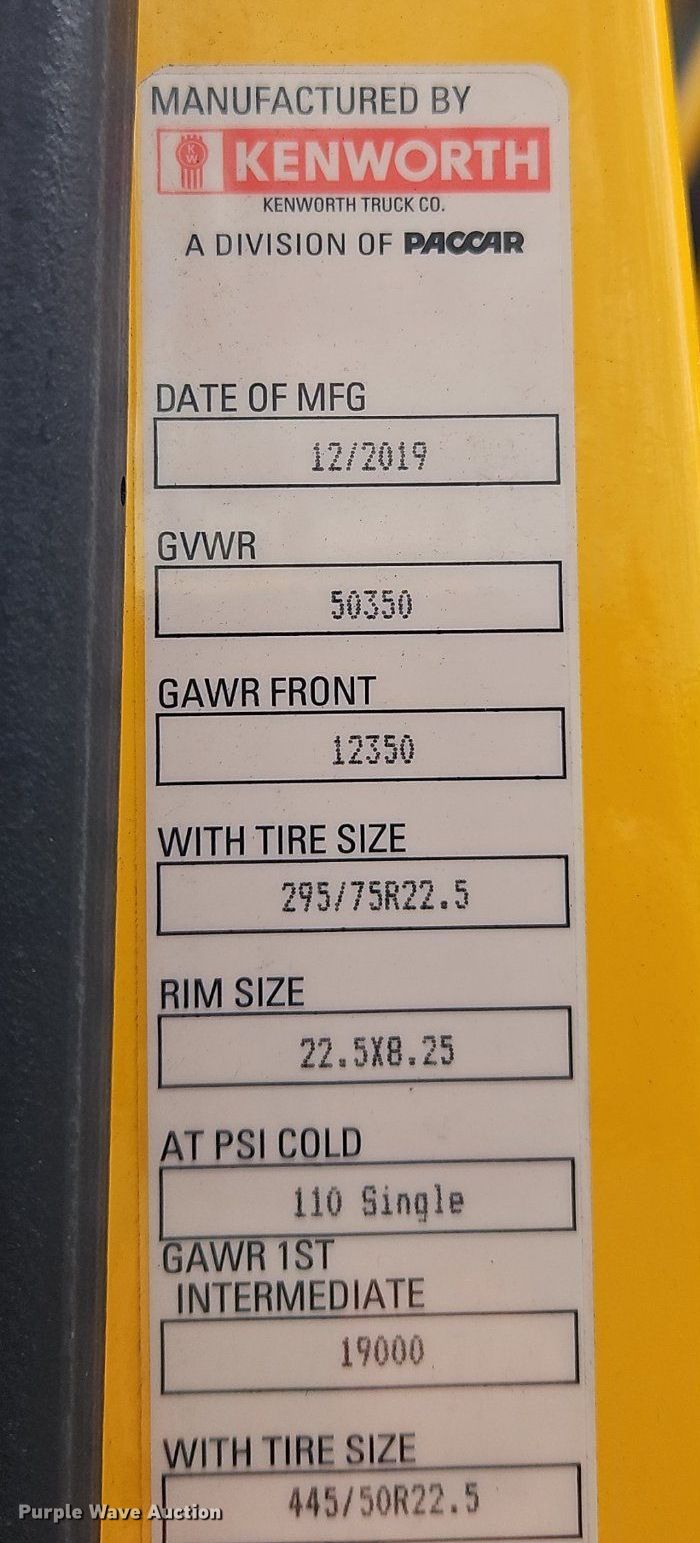 MANUFACTURED BY
KW KENWORTH
KENWORTH TRUCK CO.
A DIVISION OF PACCAR
DATE OF MFG
12/2019
GVWR
50350
GAWR FRONT
12350
WITH TIRE SIZE
295/75R22.5
RIM SIZE
22.5X8.25
AT PSI COLD
110 Single
GAWR 1ST
INTERMEDIATE
19000
WITH TIRE SIZE
445/50R22.5
Purple Wave Auction